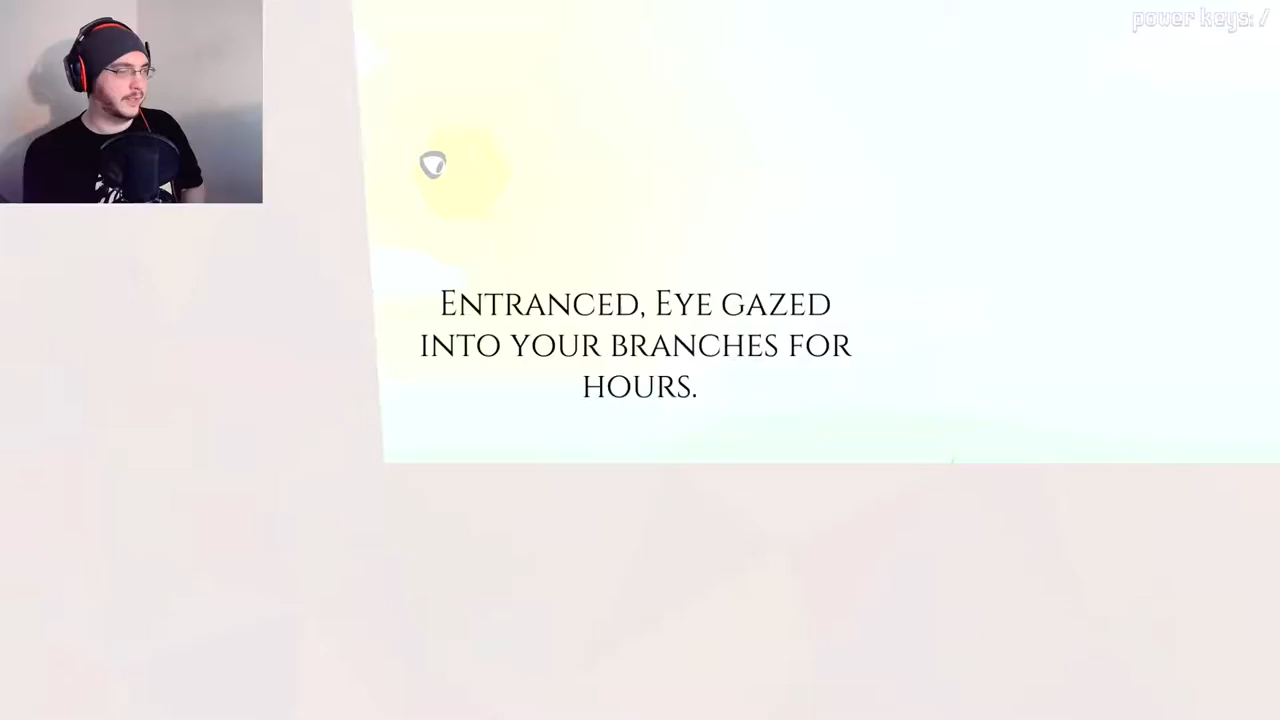 power keys: /
Entranced, Eye gazed
into your branches for
hours.